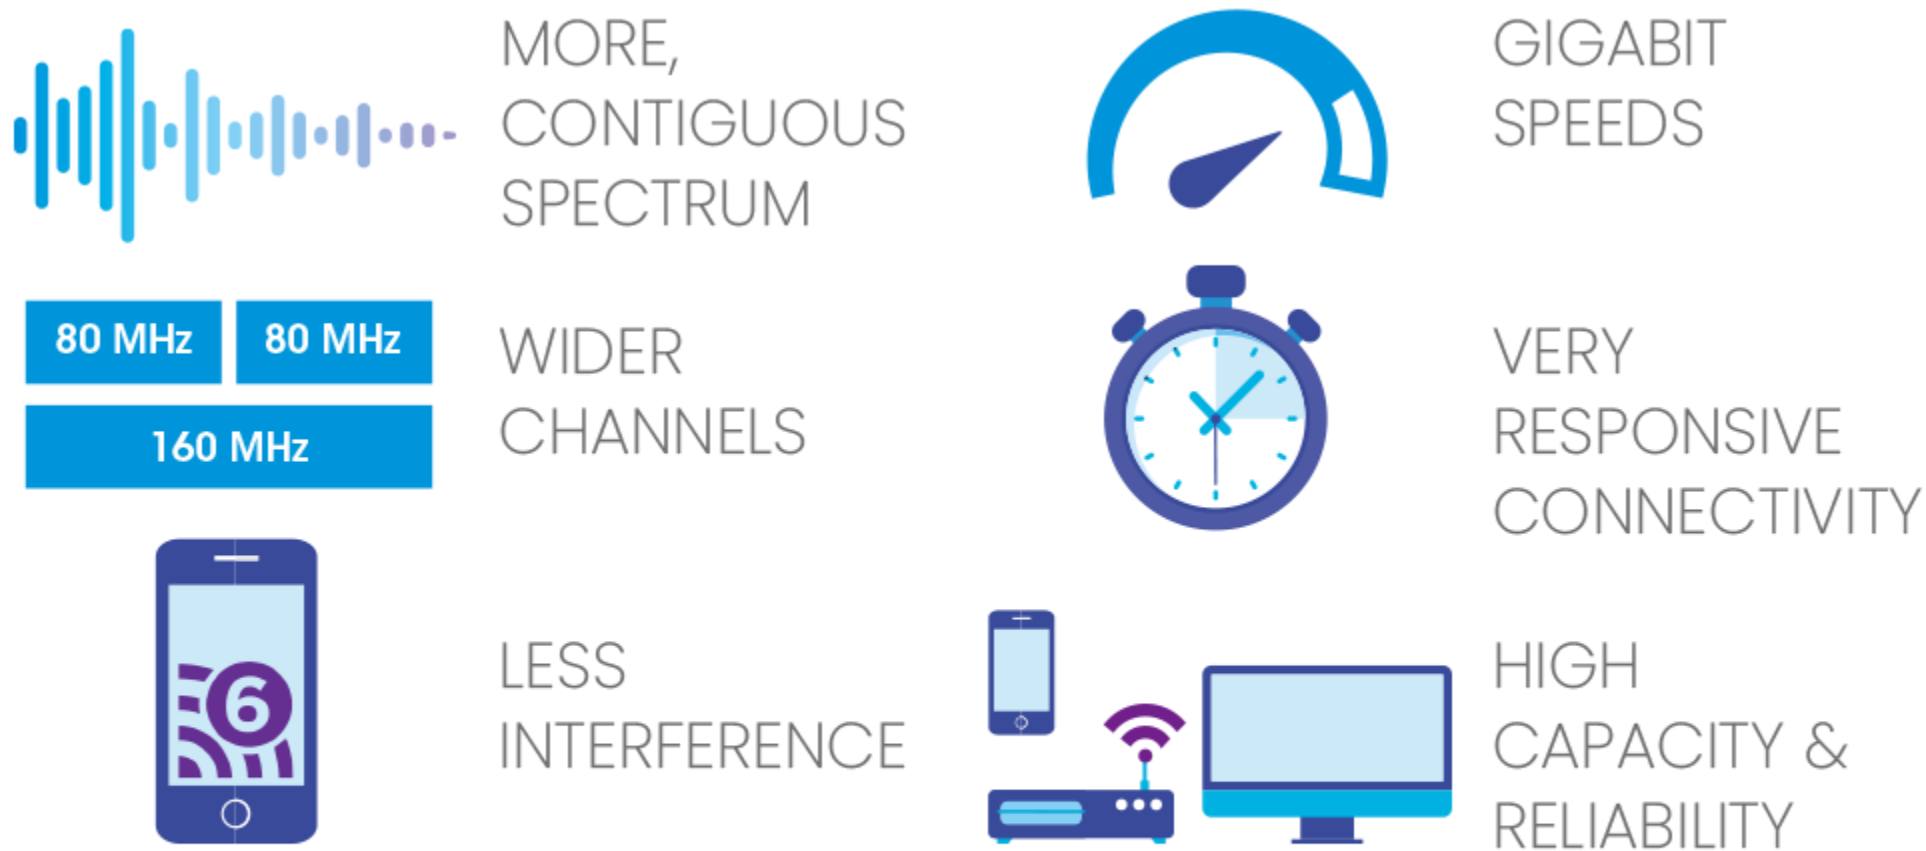 MORE,
CONTIGUOUS
SPECTRUM
GIGABIT
SPEEDS
80 MHz
80 MHz
160 MHz
WIDER
CHANNELS
VERY
RESPONSIVE
CONNECTIVITY
6
LESS
INTERFERENCE
HIGH
CAPACITY &
RELIABILITY